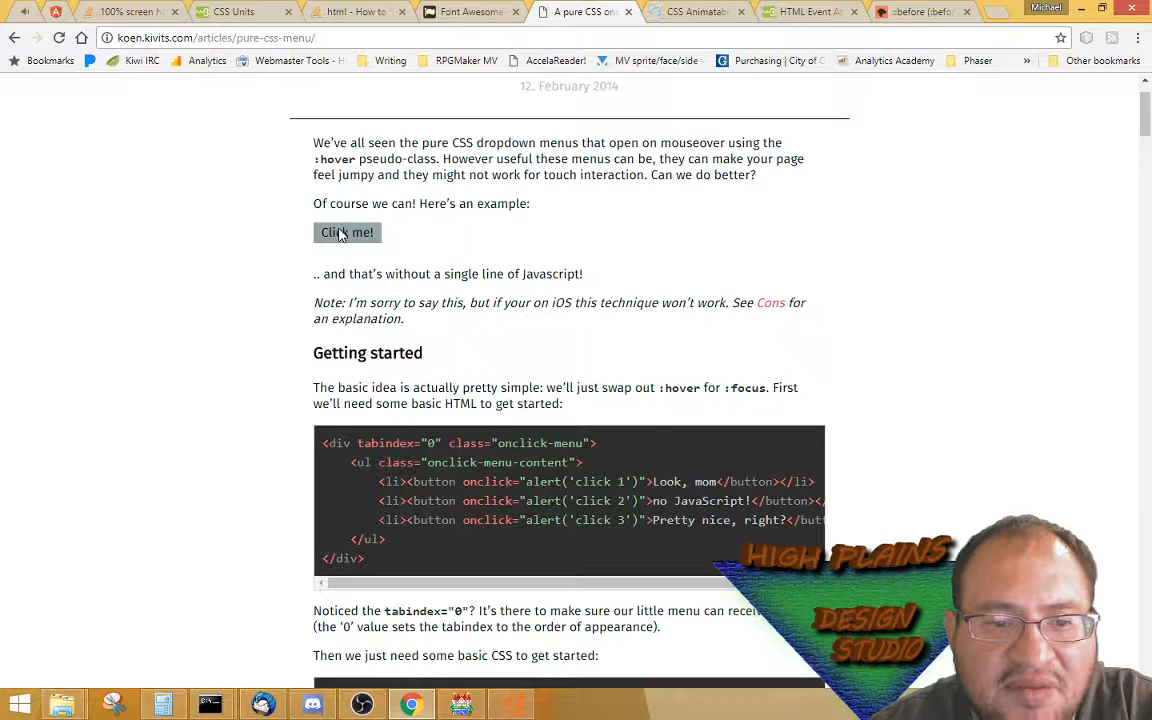 Michael
100% screen h
CSS Units
html - How to
Font Awesome
A pure CSS on
CSS Animatab
HTML Event A
:before (:befor
koen.kivits.com/articles/pure-css-menu/
Bookmarks
Kiwi IRC
Analytics
Webmaster Tools - H
Writing
RPGMaker MV
AccelaReader!
MV sprite/face/side
Purchasing | City of
Analytics Academy
Phaser
»
Other bookmarks
12. February 2014
We've all seen the pure CSS dropdown menus that open on mouseover using the
:hover pseudo-class. However useful these menus can be, they can make your page
feel jumpy and they might not work for touch interaction. Can we do better?
Of course we can! Here's an example:
Click me!
.. and that's without a single line of Javascript!
Note: I'm sorry to say this, but if your on iOS this technique won't work. See Cons for
an explanation.
Getting started
The basic idea is actually pretty simple: we'll just swap out :hover for :focus. First
we'll need some basic HTML to get started:
<div tabindex="0" class="onclick-menu">
<ul class="onclick-menu-content">
<li><button onclick="alert('click 1')">Look, mom</button></li>
<li><button onclick="alert('click 2')">no JavaScript!</button></
<li><button onclick="alert('click 3')">Pretty nice, right?</but
</ul>
</div>
Noticed the tabindex="0"? It's there to make sure our little menu can
(the '0' value sets the tabindex to the order of appearance).
Then we just need some basic CSS to get started:
HIGH PLAINS
DESIGN
STUDIO